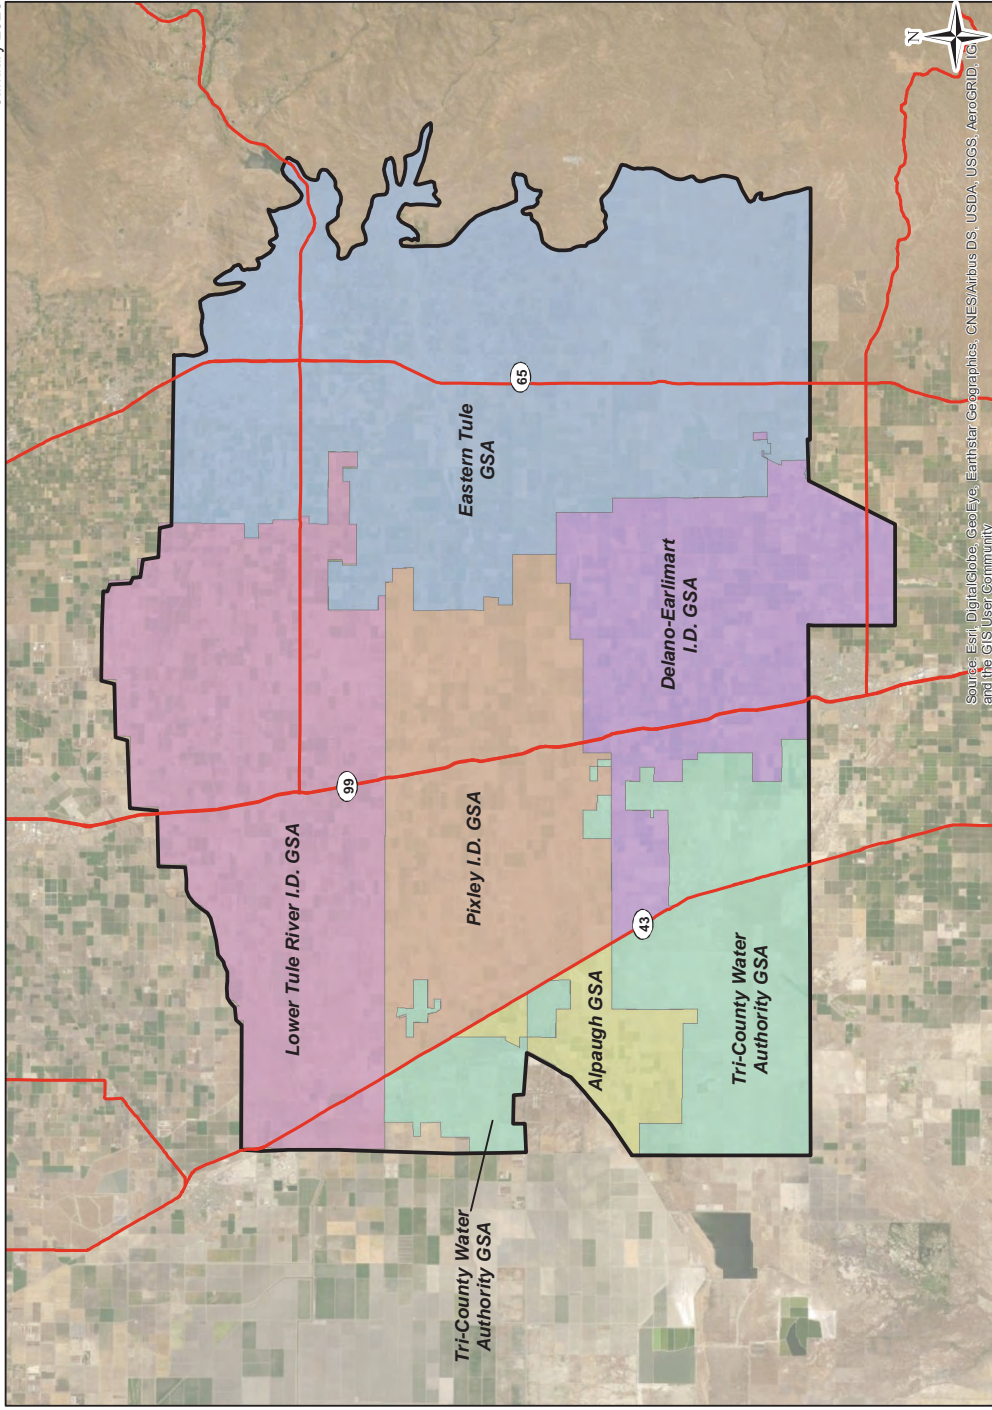 N
65
Eastern Tule
GSA
99
Lower Tule River I.D. GSA
Pixley I.D. GSA
Delano-Earlimart
I.D. GSA
43
Alpaugh GSA
Tri-County Water
Authority GSA
Tri-County Water
Authority GSA
Source: Esri, DigitalGlobe, GeoEye, Earthstar Geographics, CNES/Airbus DS, USDA, USGS, AeroGRID, IG
and the GIS User Community